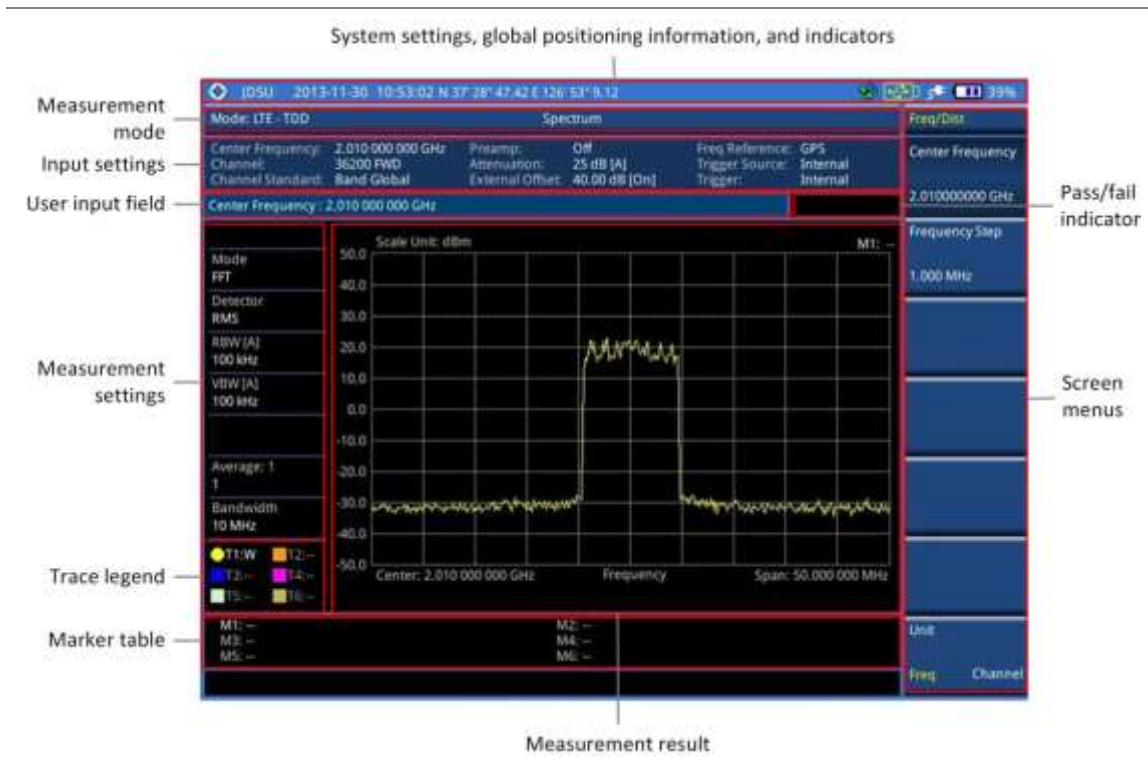 System settings, global positioning information, and indicators
Measurement mode
Input settings
User input field
Measurement settings
Trace legend
Marker table
Pass/fail indicator
Screen menus
Measurement result
JDSU 2013-11-30 10:53:02 N 37° 28" 47.42 E 126° 53" 9.12 39%
Mode: LTE - TDD Spectrum
Center Frequency: 2.010 000 000 GHz Preamp: Off Freq Reference: GPS
Channel: 36200 FWD Attenuation: 25 dB [A] Trigger Source: Internal
Channel Standard: Band Global External Offset: 40.00 dB [On] Trigger: Internal
Center Frequency : 2.010 000 000 GHz
Mode
FFT
Detector
RMS
RBW [A]
100 kHz
VBW [A]
100 kHz
Average: 1
1
Bandwidth
10 MHz
T1:W T2:--
T3:-- T4:--
T5:-- T6:--
Scale Unit: dBm M1: --
50.0
40.0
30.0
20.0
10.0
0.0
-10.0
-20.0
-30.0
-40.0
-50.0
Center: 2.010 000 000 GHz Frequency Span: 50.000 000 MHz
M1: -- M2: --
M3: -- M4: --
M5: -- M6: --
Freq/Dist
Center Frequency
2.010000000 GHz
Frequency Step
1.000 MHz
Unit
Freq Channel